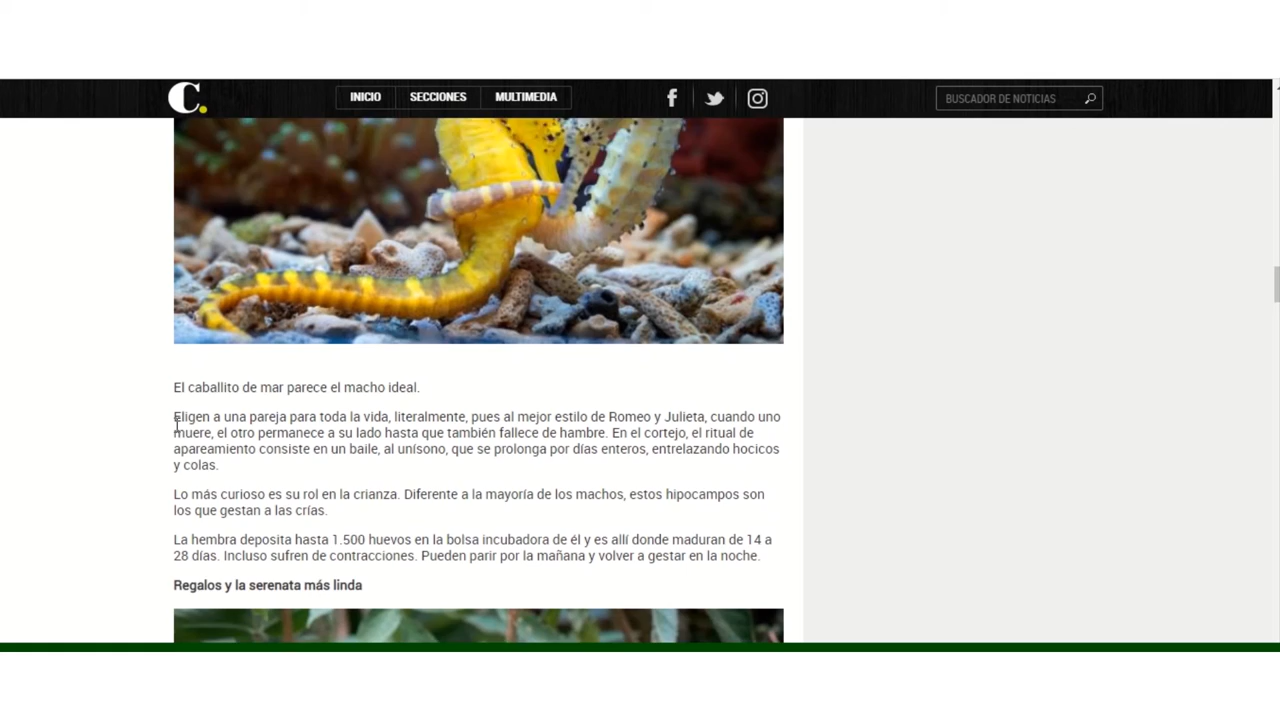 C.
INICIO
SECCIONES
MULTIMEDIA
BUSCADOR DE NOTICIAS
El caballito de mar parece el macho ideal.
Eligen a una pareja para toda la vida, literalmente, pues al mejor estilo de Romeo y Julieta, cuando uno
muere, el otro permanece a su lado hasta que también fallece de hambre. En el cortejo, el ritual de
apareamiento consiste en un baile, al unísono, que se prolonga por días enteros, entrelazando hocicos
y colas.
Lo más curioso es su rol en la crianza. Diferente a la mayoría de los machos, estos hipocampos son
los que gestan a las crías.
La hembra deposita hasta 1.500 huevos en la bolsa incubadora de él y es allí donde maduran de 14 a
28 días. Incluso sufren de contracciones. Pueden parir por la mañana y volver a gestar en la noche.
Regalos y la serenata más linda